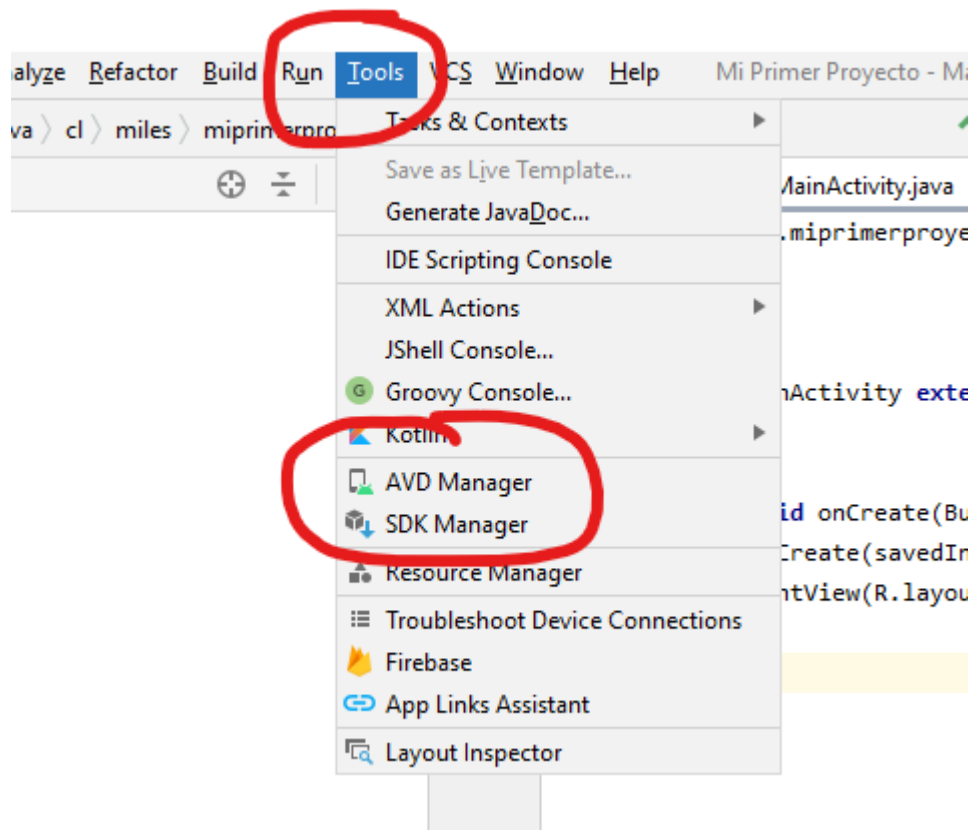 alyze Refactor Build Run Tools VCS Window Help Mi Primer Proyecto - Ma
va cl miles miprimerpro
Tasks & Contexts
Save as Live Template...
MainActivity.java
Generate JavaDoc...
.miprimerproye
IDE Scripting Console
XML Actions
JShell Console...
G Groovy Console...
nActivity exte
Kotlin
AVD Manager
id onCreate(Bu
SDK Manager
Create(savedIn
Resource Manager
ntView(R.layou
Troubleshoot Device Connections
Firebase
App Links Assistant
Layout Inspector